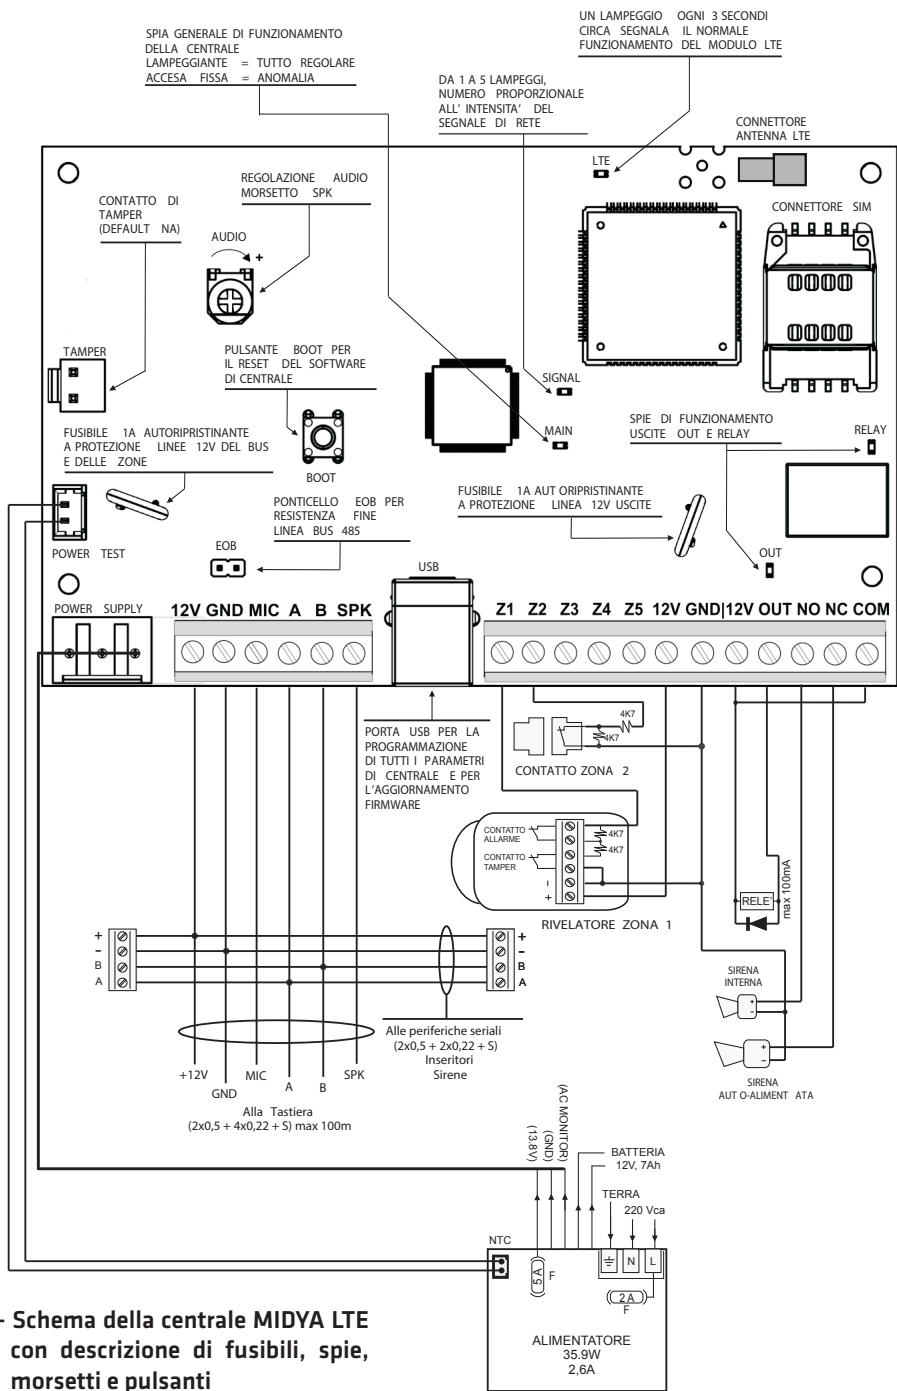 UN LAMPEGGIO OGNI 3 SECONDI
CIRCA SEGNALA IL NORMALE
FUNZIONAMENTO DEL MODULO LTE
SPIA GENERALE DI FUNZIONAMENTO
DELLA CENTRALE
LAMPEGGIANTE = TUTTO REGOLARE
ACCESA FISSA = ANOMALIA
DA 1 A 5 LAMPEGGI,
NUMERO PROPORZIONALE
ALL' INTENSITA' DEL
SEGNALE DI RETE
CONNETTORE
ANTENNA LTE
LTE
REGOLAZIONE AUDIO
MORSETTO SPK
CONTATTO DI
TAMPER
(DEFAULT NA)
CONNETTORE SIM
AUDIO
+
TAMPER
PULSANTE BOOT PER
IL RESET DEL SOFTWARE
DI CENTRALE
SIGNAL
SPIE DI FUNZIONAMENTO
USCITE OUT E RELAY
RELAY
MAIN
FUSIBILE 1A AUTORIPRISTINANTE
A PROTEZIONE LINEE 12V DEL BUS
E DELLE ZONE
BOOT
FUSIBILE 1A AUT ORIPRISTINANTE
A PROTEZIONE LINEA 12V USCITE
PONTICELLO EOB PER
RESISTENZA FINE
LINEA BUS 485
POWER TEST
EOB
OUT
USB
POWER SUPPLY
12V GND MIC A B SPK
Z1 Z2 Z3 Z4 Z5 12V GND|12V OUT NO NC COM
4K7
4K7
CONTATTO ZONA 2
PORTA USB PER LA
PROGRAMMAZIONE
DI TUTTI I PARAMETRI
DI CENTRALE E PER
L'AGGIORNAMENTO
FIRMWARE
CONTATTO
ALLARME
4K7
4K7
CONTATTO
TAMPER
-
+
RIVELATORE ZONA 1
RELE'
max 100mA
+
-
B
A
+
-
B
A
SIRENA
INTERNA
+
-
Alle periferiche seriali
(2x0,5 + 2x0,22 + S)
Inseritori
Sirene
+
-
SIRENA
AUT O-ALIMENT ATA
+12V
GND
MIC
A
B
SPK
Alla Tastiera
(2x0,5 + 4x0,22 + S) max 100m
(13.8V)
(GND)
(AC MONITOR)
BATTERIA
12V, 7Ah
TERRA
220 Vca
NTC
5 A
F
N
L
2 A
F
ALIMENTATORE
35.9W
2,6A
- Schema della centrale MIDYA LTE
con descrizione di fusibili, spie,
morsetti e pulsanti